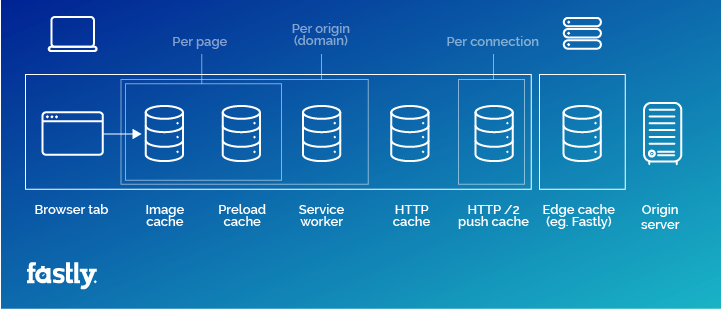 Per page
Per origin
(domain)
Per connection
Browser tab
Image
cache
Preload
cache
Service
worker
HTTP
cache
HTTP /2
push cache
Edge cache
(eg. Fastly)
Origin
server
fastly.